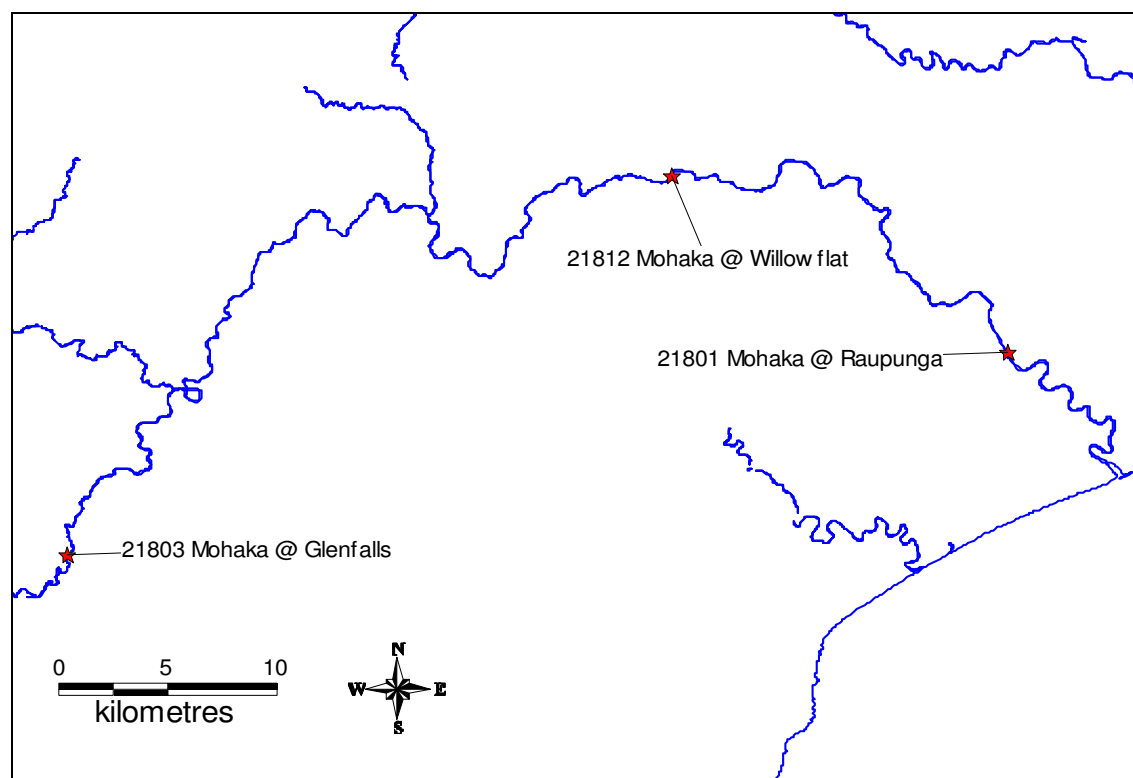 21812 Mohaka @ Willow flat
21801 Mohaka @ Raupunga
21803 Mohaka @ Glenfalls
0 5 10
kilometres
N
W E
S